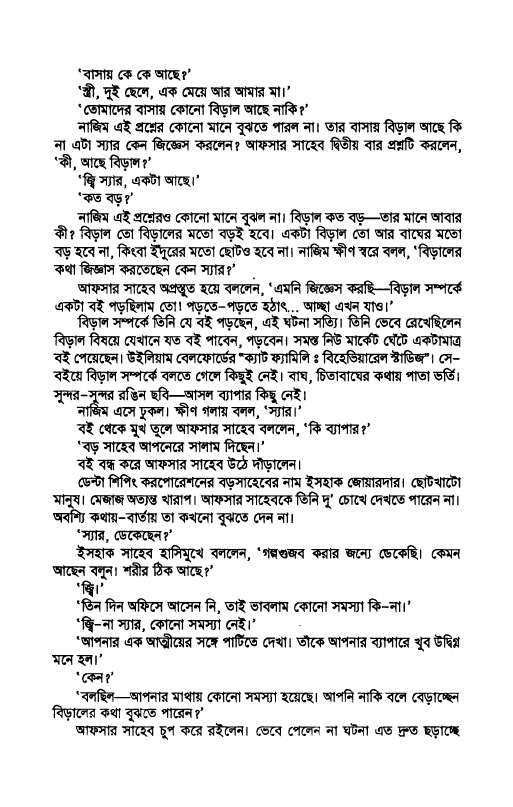 ‘বাসায় কে কে আছে?’
‘স্ত্রী, দুই ছেলে, এক মেয়ে আর আমার মা।’
‘তোমাদের বাসায় কোনো বিড়াল আছে নাকি?’
নাজিম এই প্রশ্নের কোনো মানে বুঝতে পারল না। তার বাসায় বিড়াল আছে কি
না এটা স্যার কেন জিজ্ঞেস করলেন? আফসার সাহেব দ্বিতীয় বার প্রশ্নটি করলেন,
‘কী, আছে বিড়াল?’
‘জ্বি স্যার, একটা আছে।’
‘কত বড়?’
নাজিম এই প্রশ্নেরও কোনো মানে বুঝল না। বিড়াল কত বড়—তার মানে আবার
কী? বিড়াল তো বিড়ালের মতো বড়ই হবে। একটা বিড়াল তো আর বাঘের মতো
বড় হবে না, কিংবা ইঁদুরের মতো ছোটও হবে না। নাজিম ক্ষীণ স্বরে বলল, ‘বিড়ালের
কথা জিজ্ঞাস করতেছেন কেন স্যার?’
আফসার সাহেব অপ্রস্তুত হয়ে বললেন, ‘এমনি জিজ্ঞেস করছি—বিড়াল সম্পর্কে
একটা বই পড়ছিলাম তো! পড়তে-পড়তে হঠাৎ... আচ্ছা এখন যাও।’
বিড়াল সম্পর্কে তিনি যে বই পড়ছেন, এই ঘটনা সত্যি। তিনি ভেবে রেখেছিলেন
বিড়াল বিষয়ে যেখানে যত বই পাবেন, পড়বেন। সমস্ত নিউ মার্কেট ঘেঁটে একটামাত্র
বই পেয়েছেন। উইলিয়াম বেলফোর্ডের “ক্যাট ফ্যামিলি ঃ বিহেভিয়ারেল স্টাডিজ”। সে-
বইয়ে বিড়াল সম্পর্কে বলতে গেলে কিছুই নেই। বাঘ, চিতাবাঘের কথায় পাতা ভর্তি।
সুন্দর-সুন্দর রঙিন ছবি—আসল ব্যাপার কিছু নেই।
নাজিম এসে ঢুকল। ক্ষীণ গলায় বলল, ‘স্যার।’
বই থেকে মুখ তুলে আফসার সাহেব বললেন, ‘কি ব্যাপার?’
‘বড় সাহেব আপনেরে সালাম দিছেন।’
বই বন্ধ করে আফসার সাহেব উঠে দাঁড়ালেন।
ডেল্টা শিপিং করপোরেশনের বড়সাহেবের নাম ইসহাক জোয়ারদার। ছোটখাটো
মানুষ। মেজাজ অত্যন্ত খারাপ। আফসার সাহেবকে তিনি দু’ চোখে দেখতে পারেন না।
অবশ্যি কথায়-বার্তায় তা কখনো বুঝতে দেন না।
‘স্যার, ডেকেছেন?’
ইসহাক সাহেব হাসিমুখে বললেন, ‘গল্পগুজব করার জন্যে ডেকেছি। কেমন
আছেন বলুন। শরীর ঠিক আছে?’
‘জ্বি।’
‘তিন দিন অফিসে আসেন নি, তাই ভাবলাম কোনো সমস্যা কি-না।’
‘জ্বি-না স্যার, কোনো সমস্যা নেই।’
‘আপনার এক আত্মীয়ের সঙ্গে পার্টিতে দেখা। তাঁকে আপনার ব্যাপারে খুব উদ্বিগ্ন
মনে হল।’
‘কেন?’
‘বলছিল—আপনার মাথায় কোনো সমস্যা হয়েছে। আপনি নাকি বলে বেড়াচ্ছেন
বিড়ালের কথা বুঝতে পারেন?’
আফসার সাহেব চুপ করে রইলেন। ভেবে পেলেন না ঘটনা এত দ্রুত ছড়াচ্ছে